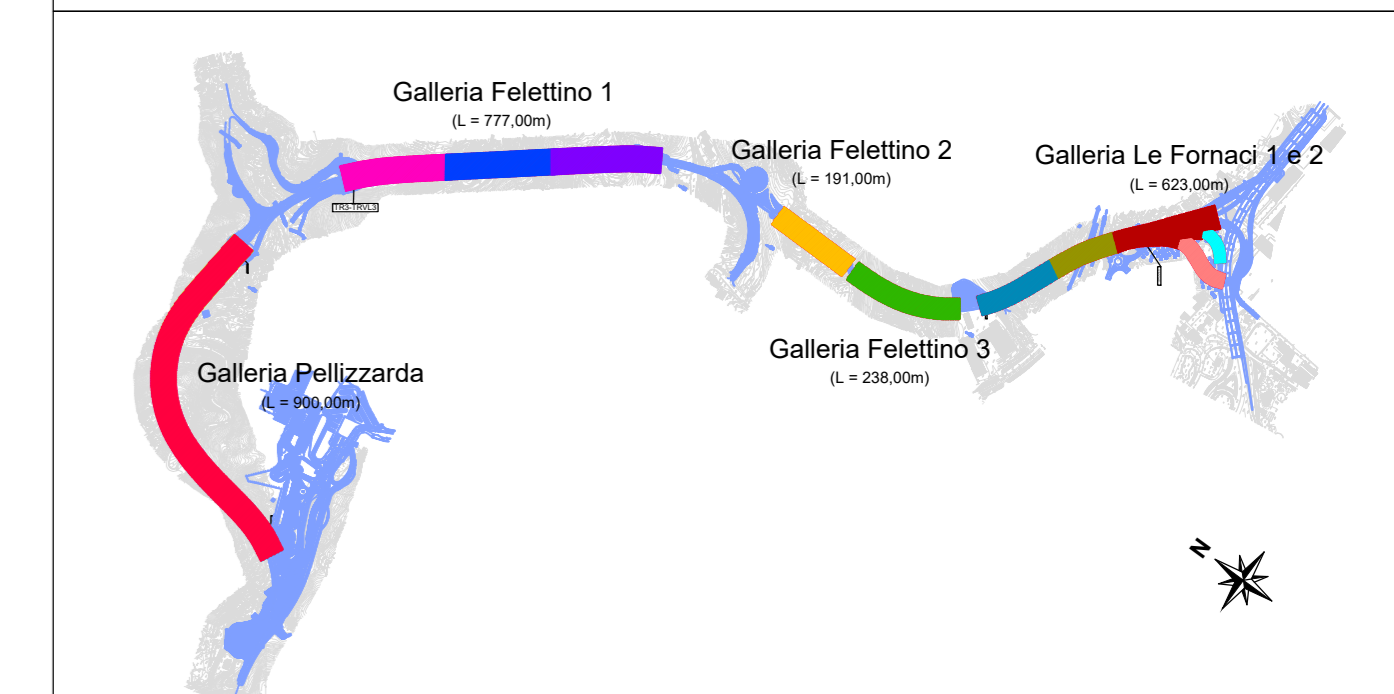 Galleria Felettino 1
(L = 777,00m)
Galleria Felettino 2
(L = 191,00m)
Galleria Le Fornaci 1 e 2
(L = 623,00m)
TR3-TRVL3
Galleria Felettino 3
(L = 238,00m)
Galleria Pellizzarda
(L = 900,00m)
N